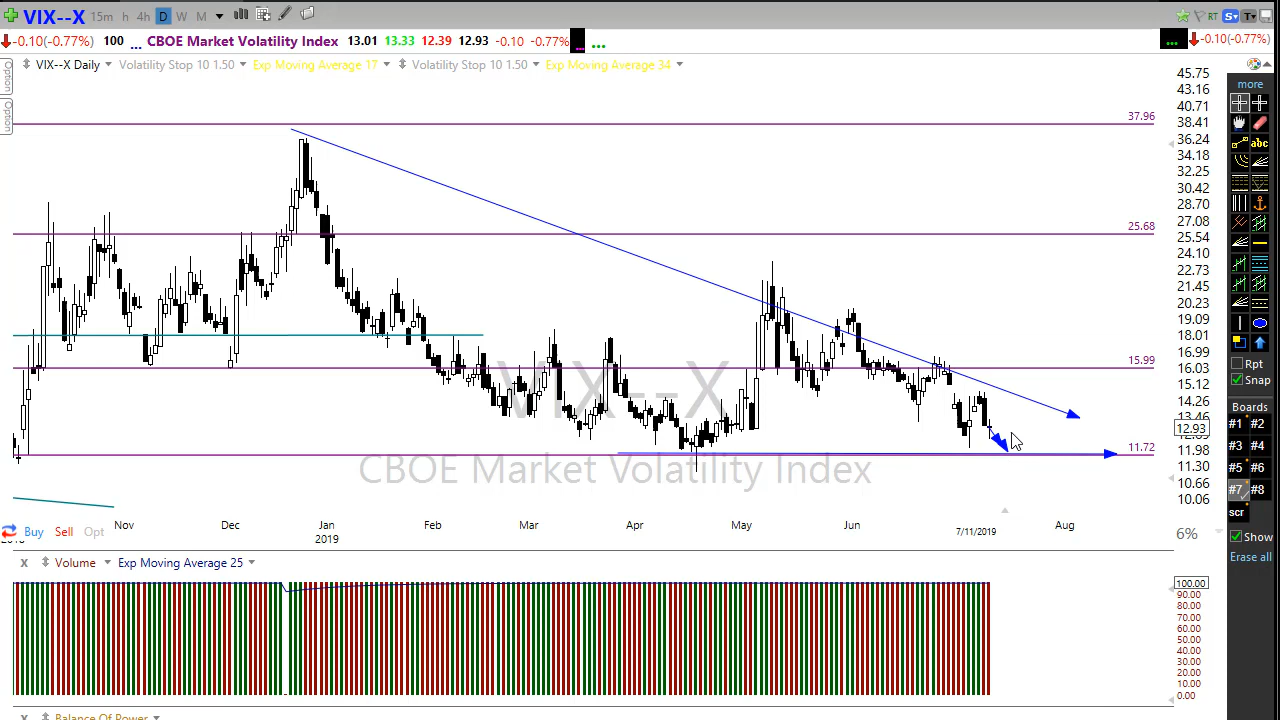 VIX--X 15m h 4h D W M RT S T
-0.10(-0.77%) 100 ... CBOE Market Volatility Index 13.01 13.33 12.39 12.93 -0.10 -0.77% ... ... ... -0.10(-0.77%)
VIX--X Daily Volatility Stop 10 1.50 Exp Moving Average 17 Volatility Stop 10 1.50 Exp Moving Average 34
Option
Option
more
abc
Rpt
Snap
Boards
#1 #2
#3 #4
#5 #6
#7 #8
scr
Show
Erase all
45.75
43.16
40.71
38.41
36.24
34.18
32.25
30.42
28.70
27.08
25.54
24.10
22.73
21.45
20.23
19.09
18.01
16.99
16.03
15.12
14.26
13.46
12.93
11.98
11.30
10.66
10.06
37.96
25.68
15.99
11.72
VIX--X
CBOE Market Volatility Index
Nov Dec Jan Feb Mar Apr May Jun 7/11/2019 Aug
2019
Buy Sell Opt
6%
x Volume Exp Moving Average 25
100.00
90.00
80.00
70.00
60.00
50.00
40.00
30.00
20.00
10.00
0.00
x Balance Of Power